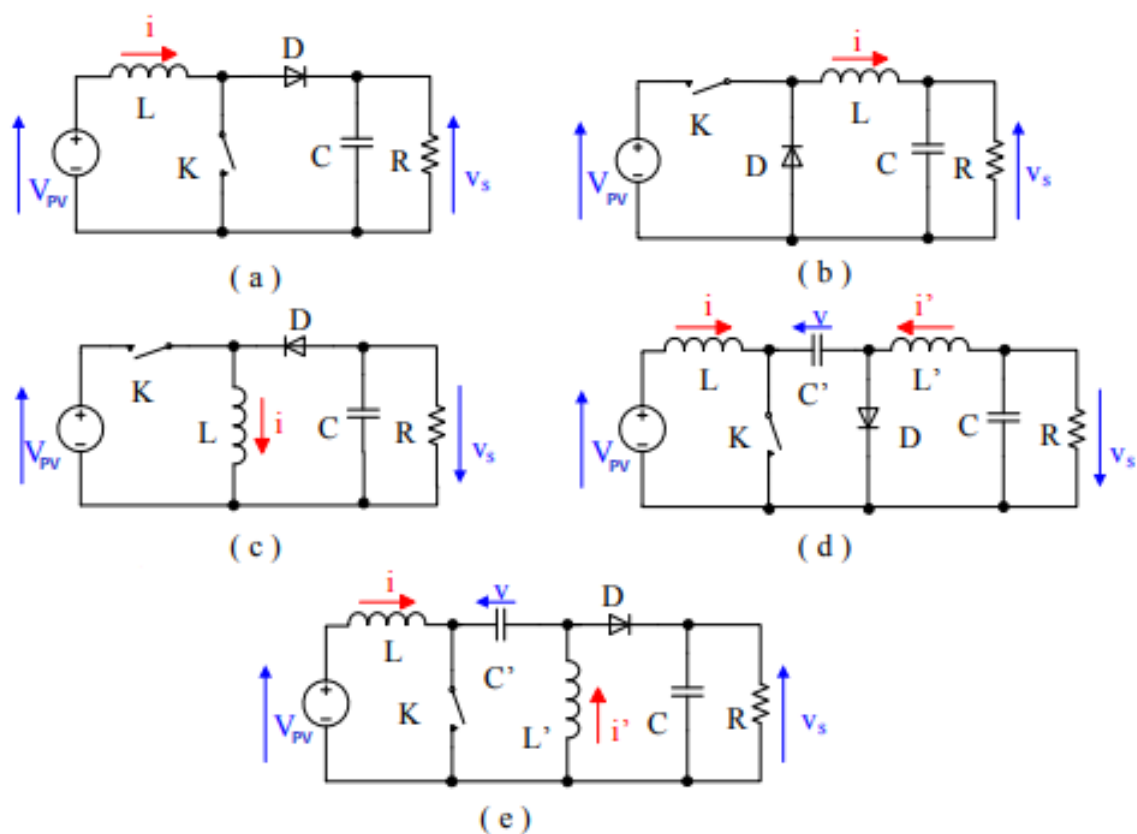 i
D
L
K
C
R
V_PV
v_s
+
-
( a )
i
K
L
D
C
R
V_PV
v_s
+
-
( b )
D
K
L
i
C
R
V_PV
v_s
+
-
( c )
i
v
i’
L
C’
L’
K
D
C
R
V_PV
v_s
+
-
( d )
i
v
D
L
C’
K
L’
i’
C
R
V_PV
v_s
+
-
( e )